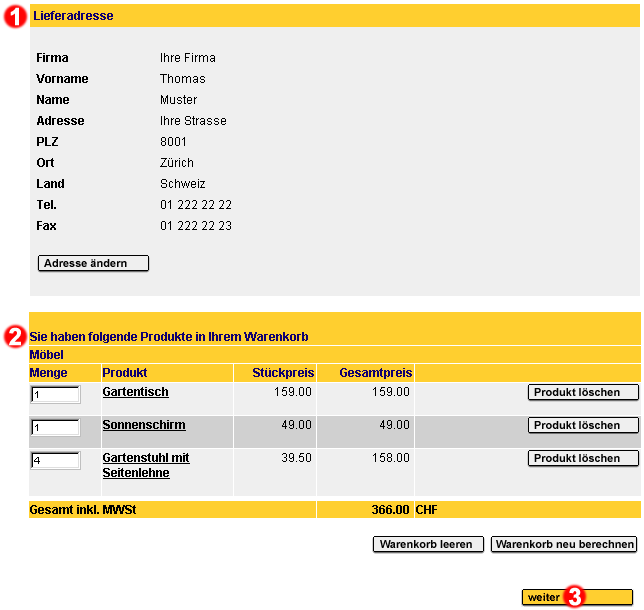 1 Lieferadresse
Firma Ihre Firma
Vorname Thomas
Name Muster
Adresse Ihre Strasse
PLZ 8001
Ort Zürich
Land Schweiz
Tel. 01 222 22 22
Fax 01 222 22 23
Adresse ändern
2 Sie haben folgende Produkte in Ihrem Warenkorb
Möbel
Menge Produkt Stückpreis Gesamtpreis
1 Gartentisch 159.00 159.00 Produkt löschen
1 Sonnenschirm 49.00 49.00 Produkt löschen
4 Gartenstuhl mit 39.50 158.00 Produkt löschen
Seitenlehne
Gesamt inkl. MWSt 366.00 CHF
Warenkorb leeren Warenkorb neu berechnen
weiter 3